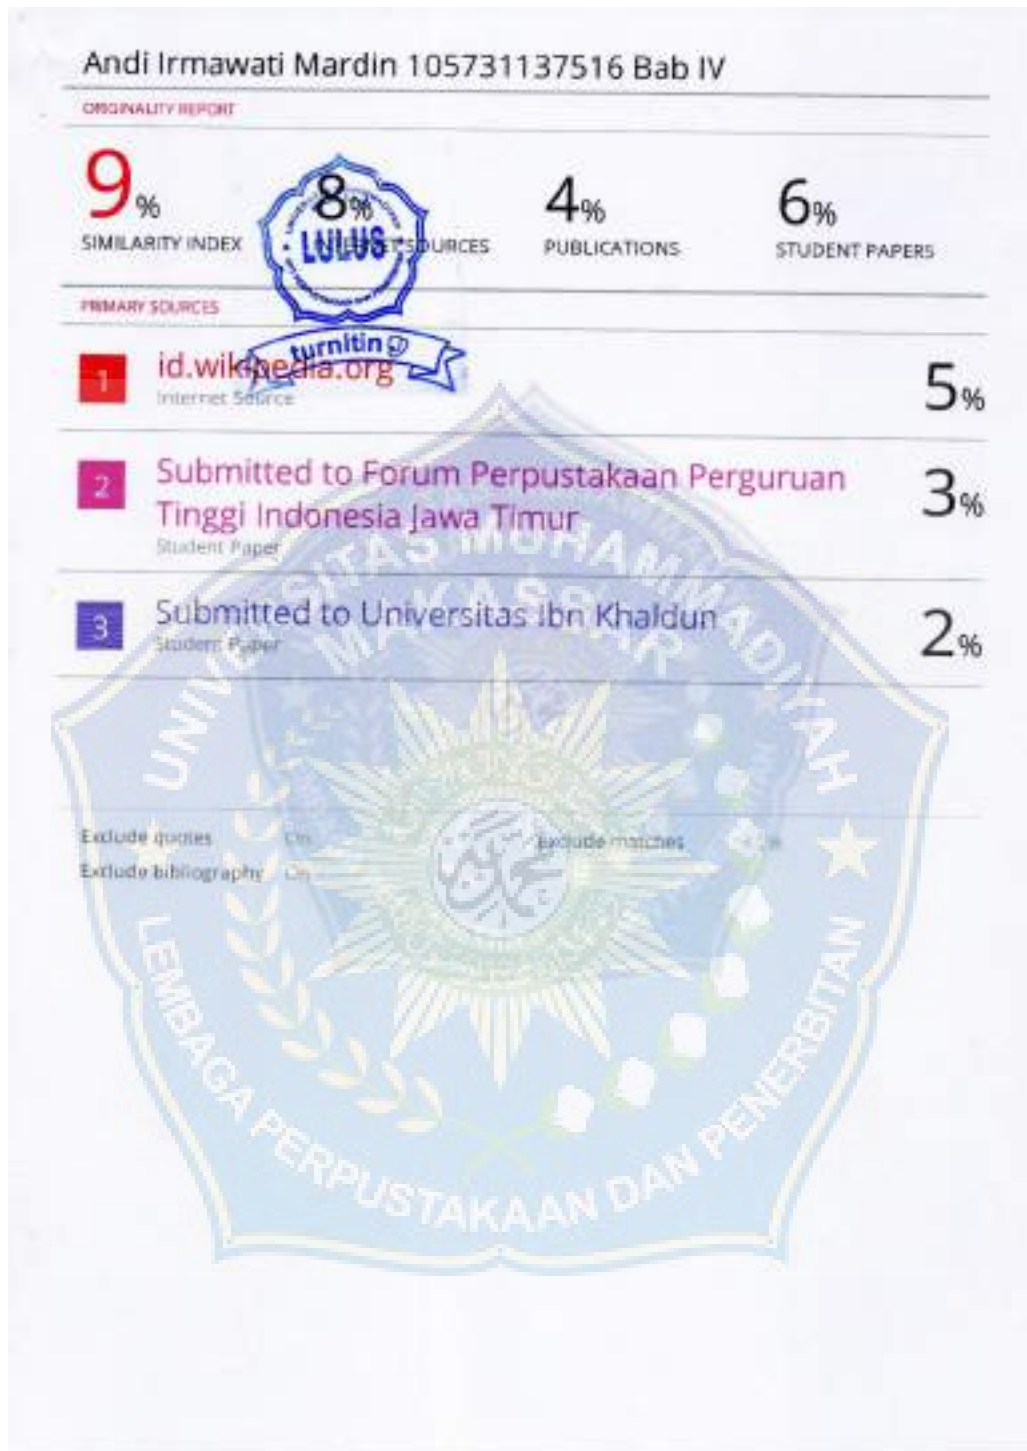 Andi Irmawati Mardin 105731137516 Bab IV
ORIGINALITY REPORT
9%
8%
4%
6%
SIMILARITY INDEX
INTERNET SOURCES
PUBLICATIONS
STUDENT PAPERS
LULUS
turnitin
PRIMARY SOURCES
1
id.wikipedia.org
5%
Internet Source
2
Submitted to Forum Perpustakaan Perguruan
3%
Tinggi Indonesia Jawa Timur
Student Paper
3
Submitted to Universitas Ibn Khaldun
2%
Student Paper
Exclude quotes On
Exclude matches
Exclude bibliography On
UNIVERSITAS MUHAMMADIYAH
MAKASSAR
LEMBAGA PERPUSTAKAAN DAN PENERBITAN